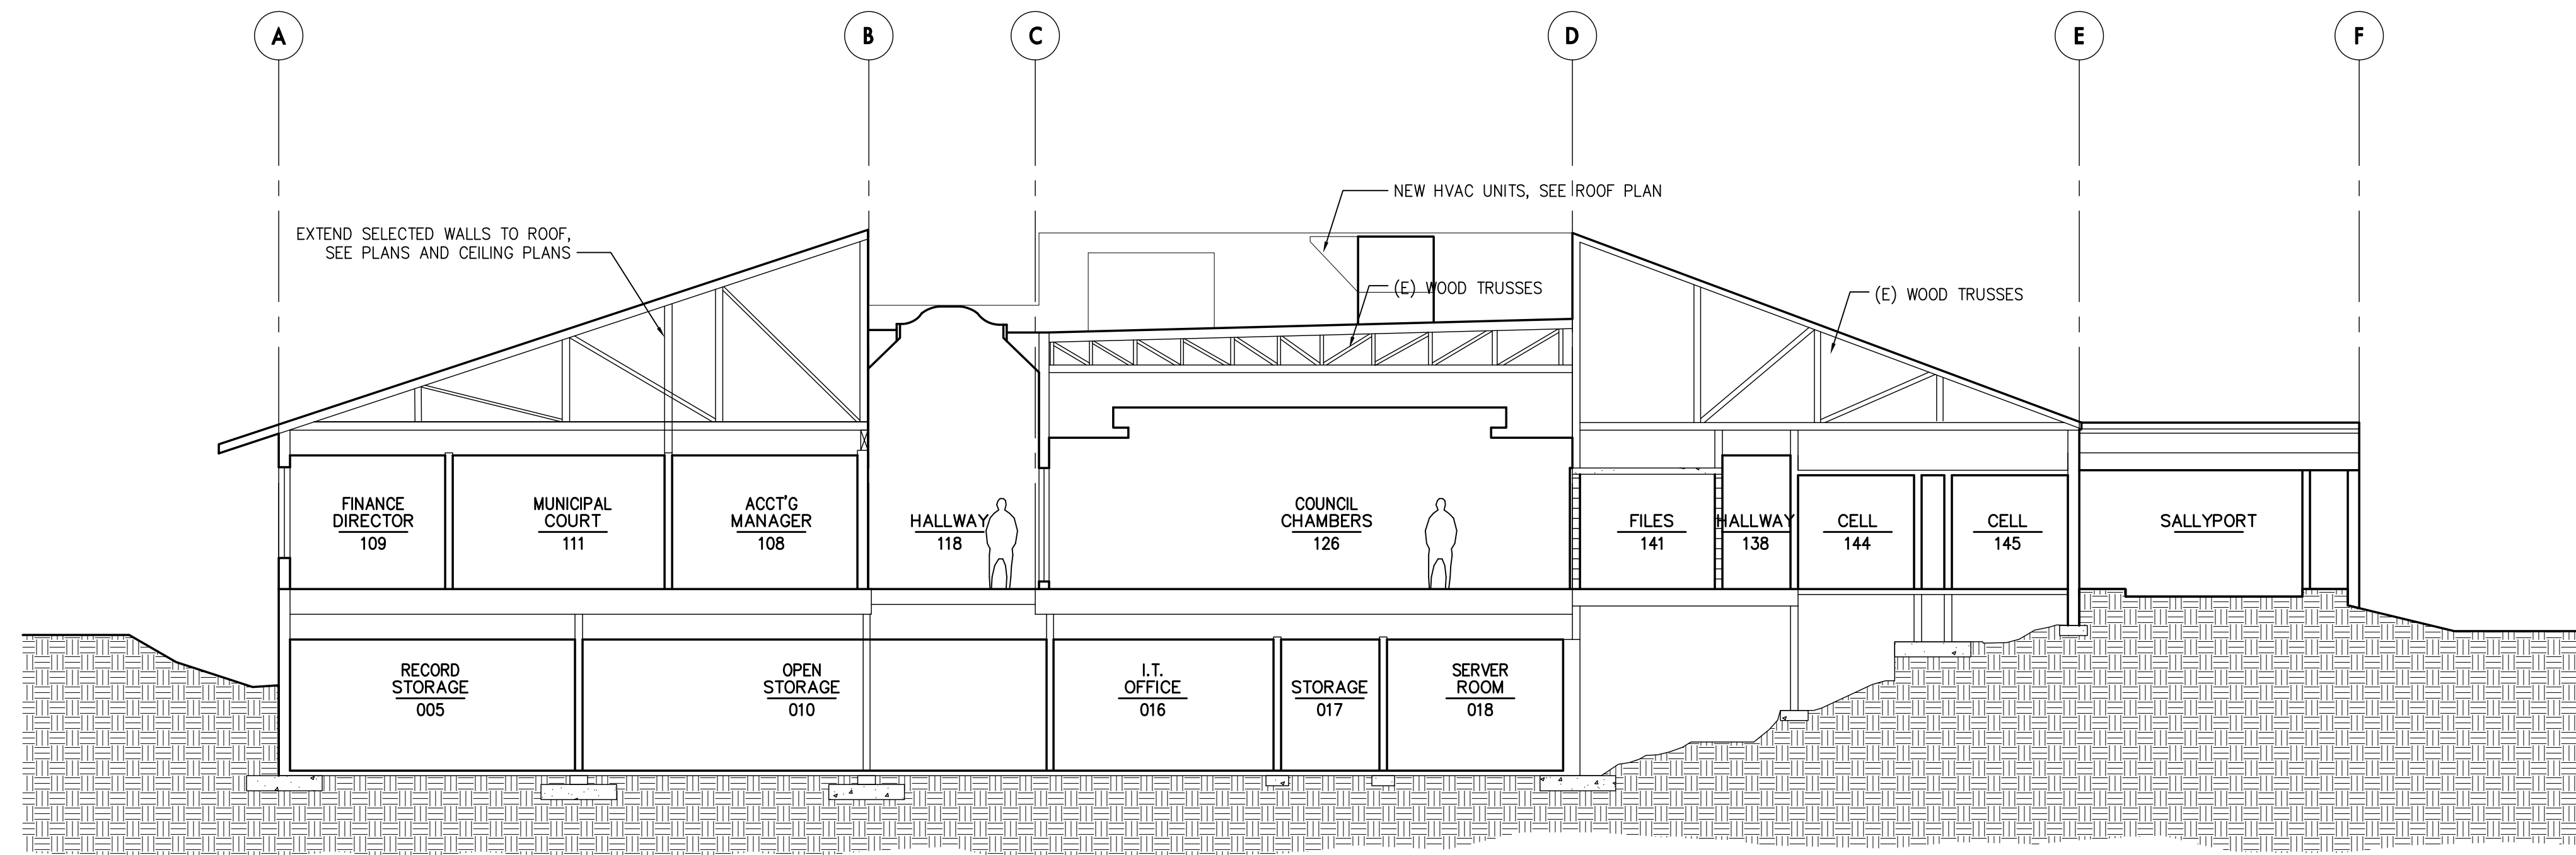 A
B
C
D
E
F
NEW HVAC UNITS, SEE ROOF PLAN
EXTEND SELECTED WALLS TO ROOF,
SEE PLANS AND CEILING PLANS
(E) WOOD TRUSSES
(E) WOOD TRUSSES
FINANCE
DIRECTOR
109
MUNICIPAL
COURT
111
ACCT'G
MANAGER
108
HALLWAY
118
COUNCIL
CHAMBERS
126
FILES
141
HALLWAY
138
CELL
144
CELL
145
SALLYPORT
RECORD
STORAGE
005
OPEN
STORAGE
010
I.T.
OFFICE
016
STORAGE
017
SERVER
ROOM
018